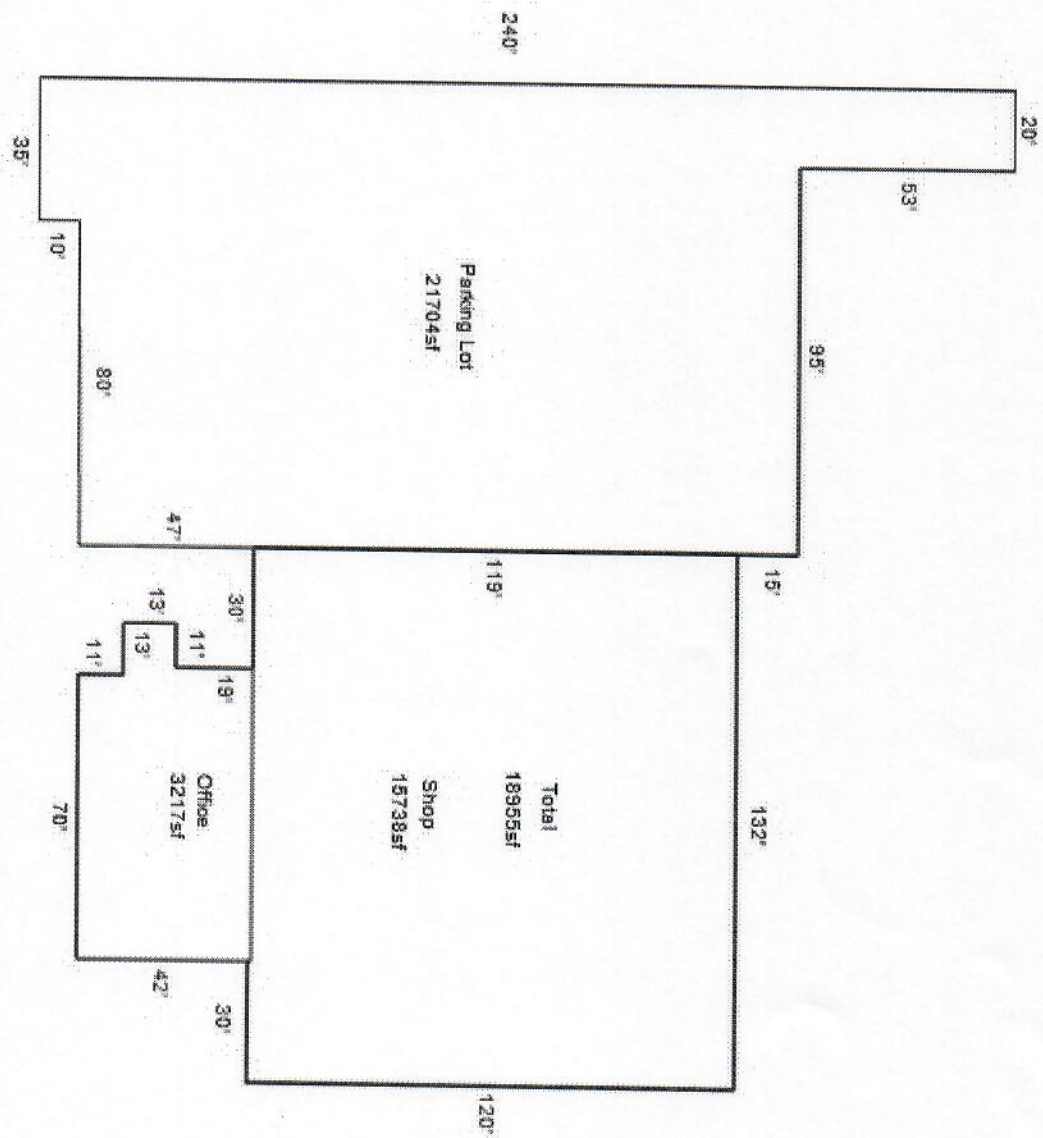 240'
20'
53'
35'
10'
Parking Lot
21704sf
95'
80'
47'
119'
15'
30'
13'
11'
13'
11'
19'
Total
18955sf
Shop
15738sf
Office
3217sf
132'
70'
42'
30'
120'